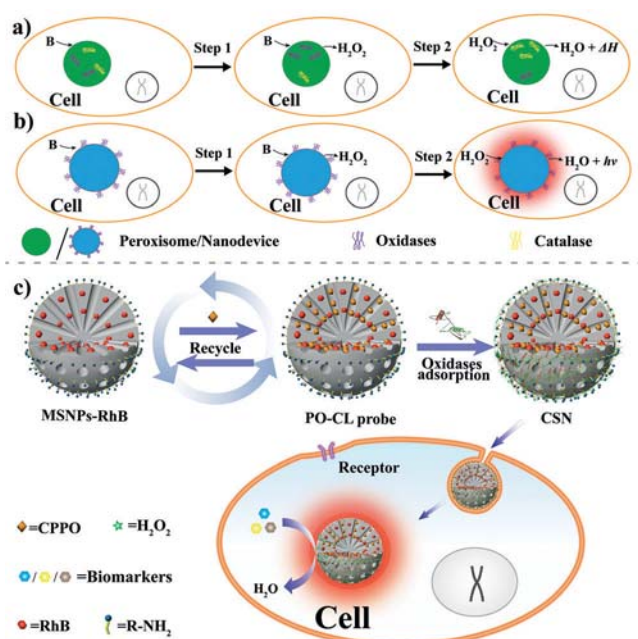 a)
B
H₂O₂
Step 1
Step 2
H₂O₂
H₂O + ΔH
Cell
Cell
Cell
b)
B
Step 1
B
H₂O₂
Step 2
H₂O₂
H₂O + hν
Cell
Cell
Cell
/ Peroxisome/Nanodevice
Oxidases
Catalase
c)
Recycle
Oxidases
adsorption
MSNPs-RhB
PO-CL probe
CSN
Receptor
=CPPO
=H₂O₂
/ / =Biomarkers
=RhB
=R-NH₂
H₂O
Cell